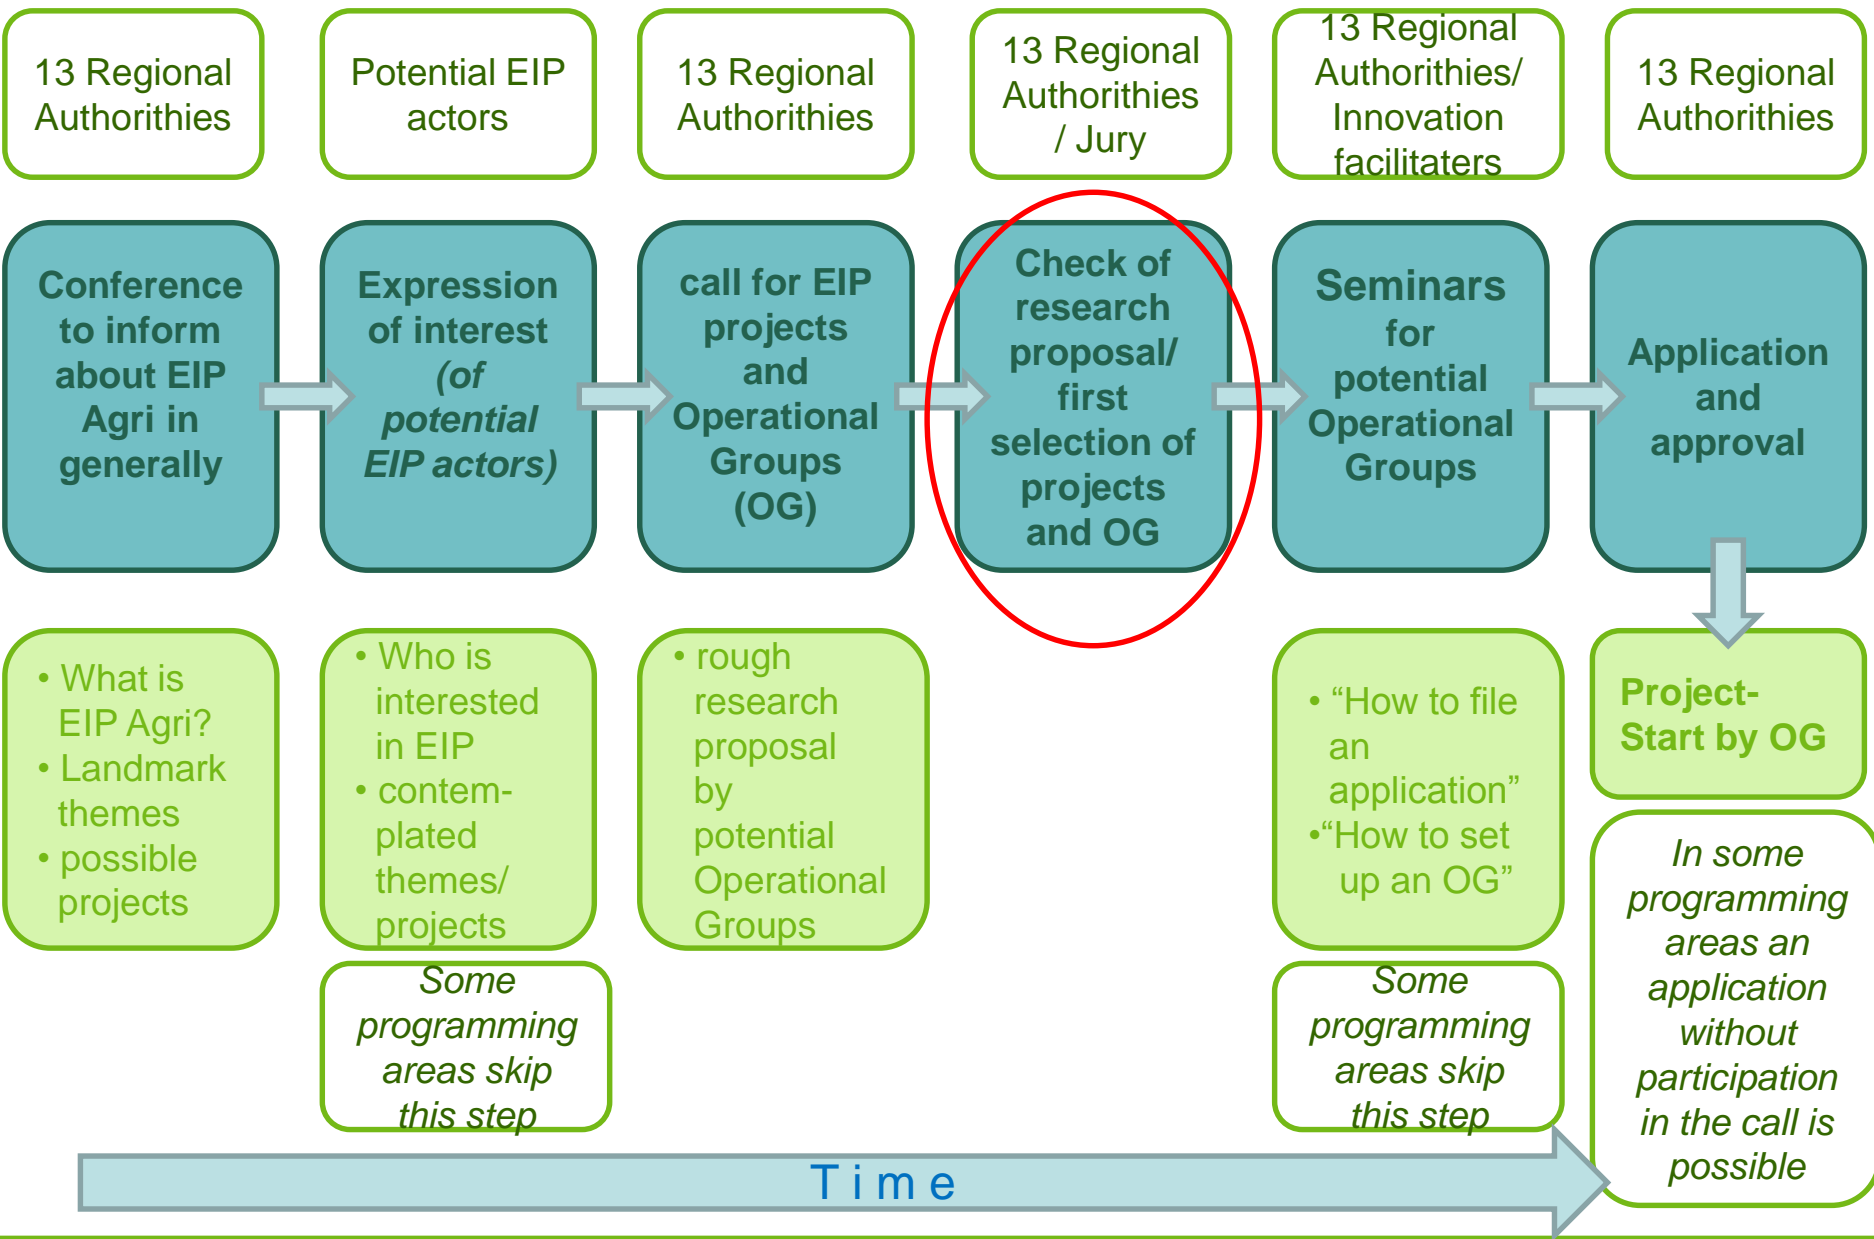 13 Regional
Authorithies
Potential EIP
actors
13 Regional
Authorithies
13 Regional
Authorithies
/ Jury
13 Regional
Authorithies/
Innovation
facilitaters
13 Regional
Authorithies
Conference
to inform
about EIP
Agri in
generally
Expression
of interest
(of
potential
EIP actors)
call for EIP
projects
and
Operational
Groups
(OG)
Check of
research
proposal/
first
selection of
projects
and OG
Seminars
for
potential
Operational
Groups
Application
and
approval
• What is
EIP Agri?
• Landmark
themes
• possible
projects
• Who is
interested
in EIP
• contem-
plated
themes/
projects
• rough
research
proposal
by
potential
Operational
Groups
• “How to file
an
application”
•“How to set
up an OG”
Project-
Start by OG
Some
programming
areas skip
this step
Some
programming
areas skip
this step
In some
programming
areas an
application
without
participation
in the call is
possible
Time